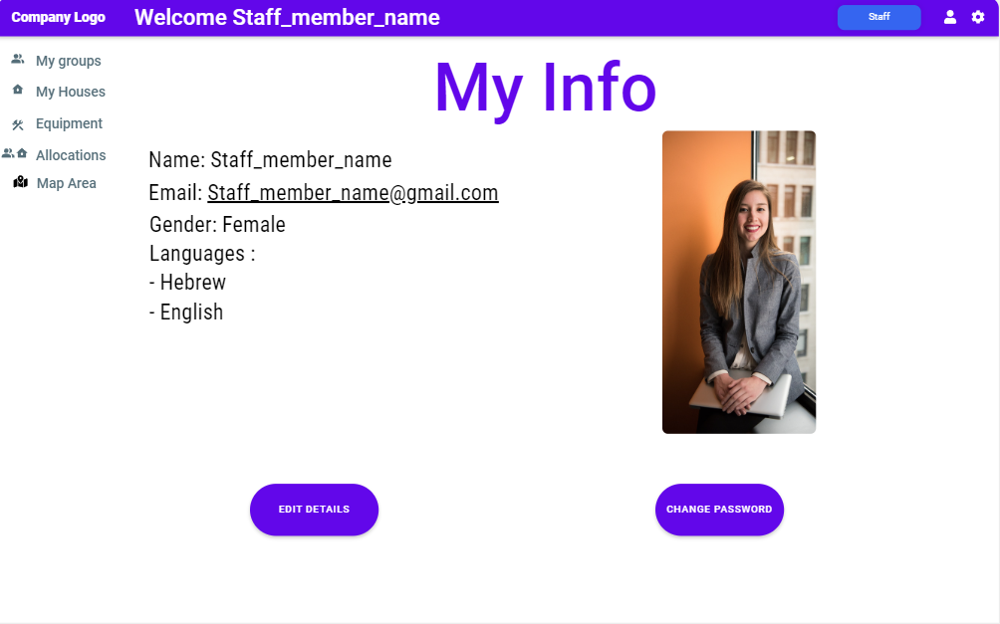 Company Logo
Welcome Staff_member_name
Staff
My groups
My Houses
Equipment
Allocations
Map Area
My Info
Name: Staff_member_name
Email: Staff_member_name@gmail.com
Gender: Female
Languages :
- Hebrew
- English
EDIT DETAILS
CHANGE PASSWORD